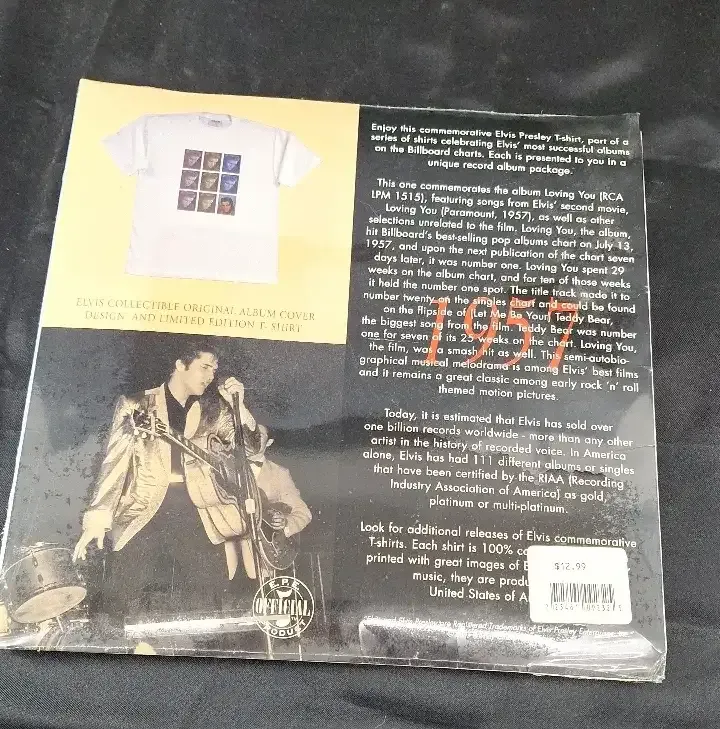 ELVIS COLLECTIBLE ORIGINAL ALBUM COVER
DESIGN AND LIMITED EDITION T-SHIRT
Enjoy this commemorative Elvis Presley T-shirt, part of a
series of shirts celebrating Elvis' most successful albums
on the Billboard charts. Each is presented to you in a
unique record album package.
This one commemorates the album Loving You (RCA
LPM 1515), featuring songs from Elvis' second movie,
Loving You (Paramount, 1957), as well as other
selections unrelated to the film. Loving You, the album,
hit Billboard's best-selling pop albums chart on July 13,
1957, and upon the next publication of the chart seven
days later, it was number one. Loving You spent 29
weeks on the album chart, and for ten of those weeks
it held the number one spot. The title track made it to
number twenty on the singles chart and could be found
on the flipside of (Let Me Be Your) Teddy Bear,
the biggest song from the film. Teddy Bear was number
one for seven of its 25 weeks on the chart. Loving You,
the film, was a smash hit as well. This semi-autobio-
graphical musical melodrama is among Elvis' best films
and it remains a great classic among early rock 'n' roll
themed motion pictures.
1957
Today, it is estimated that Elvis has sold over
one billion records worldwide - more than any other
artist in the history of recorded voice. In America
alone, Elvis has had 111 different albums or singles
that have been certified by the RIAA (Recording
Industry Association of America) as gold,
platinum or multi-platinum.
Look for additional releases of Elvis commemorative
T-shirts. Each shirt is 100% co
printed with great images of E
music, they are produ
United States of A
$12.99
E.P.E.
OFFICIAL
PRODUCT
Registered Trademarks of Elvis Presley Enterprises